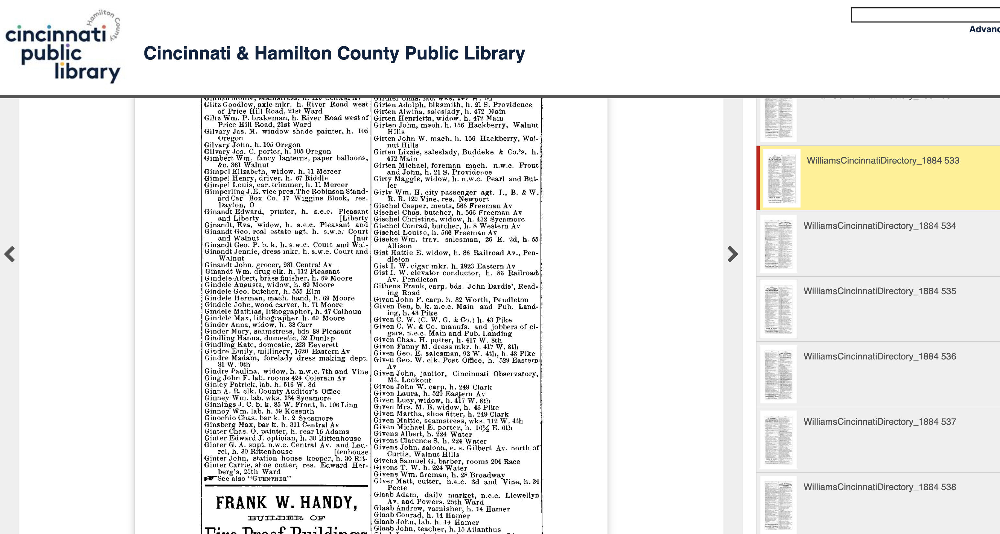 Hamilton County
cincinnati
public
library
Cincinnati & Hamilton County Public Library
Advanc
Giltz Goodlow, axle mkr. h. River Road west
of Price Hill Road, 21st Ward
Giltz Wm. P. brakeman, h. River Road west of
Price Hill Road, 21st Ward
Gilvary Jas. M. window shade painter. h. 105
Oregon
Gilvary John, h. 105 Oregon
Gilvary Jos. C. porter, h. 105 Oregon
Gimbert Wm. fancy lanterns, paper balloons,
&c. 361 Walnut
Gimpel Elizabeth, widow. h. 11 Mercer
Gimpel Henry, driver, h. 67 Riddle
Gimpel Louis, car. trimmer, h. 11 Mercer
Gimperling J.E. vice pres.The Robinson Stand-
ard Car Box Co. 17 Wiggins Block, res.
Dayton, O
Ginandt Edward, printer, h. s.e.c. Pleasant
and Liberty [Liberty
Ginandt, Eva, widow, h. s.e.c. Pleasant and
Ginandt Geo. real estate agt. h. s.w.c. Court
and Walnut [nut
Ginandt Geo. P. b. k. h. s.w.c. Court and Wal-
Ginandt Jennie, dress mkr. h. s.w.c. Court and
Walnut
Ginandt John. grocer, 931 Central Av
Ginandt Wm. drug clk. h, 112 Pleasant
Gindele Albert, brass finisher, h. 69 Moore
Gindele Augusta, widow, h. 69 Moore
Gindele Geo. butcher, h. 555 Elm
Gindele Herman, mach. hand, h. 69 Moore
Gindele John, wood carver, h. 71 Moore
Gindele Mathias, lithographer, h. 47 Calhoun
Gindele Max, lithographer. h. 69 Moore
Ginder Anna, widow, h. 38 Carr
Ginder Mary, seamstress, bds 88 Pleasant
Gindling Hanna, domestic, 32 Dunlap
Gindling Kate, domestic, 223 Eeverett
Gindre Emily, millinery, 1620 Eastern Av
Gindre Madam, forelady dress making dept.
31 W. 9th
Gindre Paulina, widow, h. n.w.c. 7th and Vine
Ging John F. lab. rooms 424 Colerain Av
Ginley Patrick, lab. h. 516 W. 3d
Ginn A. R. clk. County Auditor's Office
Ginney Wm. lab. wks. 134 Sycamore
Ginnings J. C. b. k. 85 W. Front, h. 106 Linn
Ginnoy Wm. lab. h. 59 Kossuth
Ginochio Chas. bar k. h. 2 Sycamore
Ginsberg Max, bar k. h. 311 Central Av
Ginter Chas. O. painter, h. rear 15 Adams
Ginter Edward J. optician, h. 30 Rittenhouse
Ginter G. A. supt. n.w.c. Central Av. and Lau-
rel, h. 30 Rittenhouse [tenhouse
Ginter John, station house keeper, h. 30 Rit-
Ginter Carrie, shoe cutter, res. Edward Her-
berg's, 25th Ward
See also "GUENTHER"
FRANK W. HANDY,
BUILDER OF
Fire Proof Buildings
Girten Adolph, blksmith, h. 21 S. Providence
Girten Alwina, saleslady, h. 472 Main
Girten Henrietta, widow, h. 472 Main
Girten John, mach. h. 156 Hackberry, Walnut
Hills
Girten John W. mach. h. 156 Hackberry, Wal-
nut Hills
Girten Lizzie, saleslady, Buddeke & Co.'s, h.
472 Main
Girten Michael, foreman mach. n.w.c. Front
and John, h. 21 S. Providence
Girty Maggie, widow, h. n.w.c. Pearl and But-
ler
Girty Wm. H. city passenger agt. I., B. & W.
R. R. 129 Vine, res. Newport
Gischel Casper, meats, 566 Freeman Av
Gischel Chas. butcher, h. 566 Freeman Av
Gischel Christine, widow, h. 432 Sycamore
Gischel Conrad, butcher, h. 8 Western Av
Gischel Louise, h. 566 Freeman Av
Giseke Wm. trav. salesman, 26 E. 2d, h. 55
Allison
Gist Hattie E. widow, h. 86 Railroad Av., Pen-
dleton
Gist I. W. cigar mkr. h. 1923 Eastern Av
Gist I. W. elevator conductor, h. 86 Railroad
Av. Pendleton
Githens Frank, carp. bds. John Dardis', Read-
ing Road
Givan John F. carp. h. 32 Worth, Pendleton
Given Ben, b. k. n.e.c. Main and Pub. Land-
ing, h. 43 Pike
Given C. W. (C. W. G. & Co.) h. 43 Pike
Given C. W. & Co. manufs. and jobbers of ci-
gars, n.e.c. Main and Pub. Landing
Given Chas. H. potter, h. 417 W. 8th
Given Fanny M. dress mkr. h. 417 W. 8th
Given Geo. E. salesman, 92 W. 4th, h. 43 Pike
Given Geo. W. clk. Post Office, h. 529 Eastern
Av
Given John, janitor, Cincinnati Observatory,
Mt. Lookout
Given John W. carp. h. 249 Clark
Given Laura, h. 529 Eastern Av
Given Lucy, widow, h. 417 W. 8th
Given Mrs. M. B. widow, h. 43 Pike
Given Martha, shoe fitter, h. 249 Clark
Given Mattie, seamstress, wks. 112 W. 4th
Given Michael E. porter, h. 16½ E. 6th
Givens Albert, h. 224 Water
Givens Clarence S. h. 224 Water
Givens John, saloon, e. s. Gilbert Av. north of
Curtis, Walnut Hills
Givens Samuel G. barber, rooms 204 Race
Givens T. W. h. 224 Water
Givens Wm. fireman, h. 28 Broadway
Giver Matt, cutter, n.e.c. 3d and Vine, h. 34
Peete
Glaab Adam, daily market, n.e.c. Llewellyn
Av. and Powers, 25th Ward
Glaab Andrew, varnisher, h. 14 Hamer
Glaab Conrad, h. 14 Hamer
Glaab John, lab. h. 14 Hamer
Glaab John, teacher, h. 15 Ailanthus
WilliamsCincinnatiDirectory_1884 533
WilliamsCincinnatiDirectory_1884 534
WilliamsCincinnatiDirectory_1884 535
WilliamsCincinnatiDirectory_1884 536
WilliamsCincinnatiDirectory_1884 537
WilliamsCincinnatiDirectory_1884 538